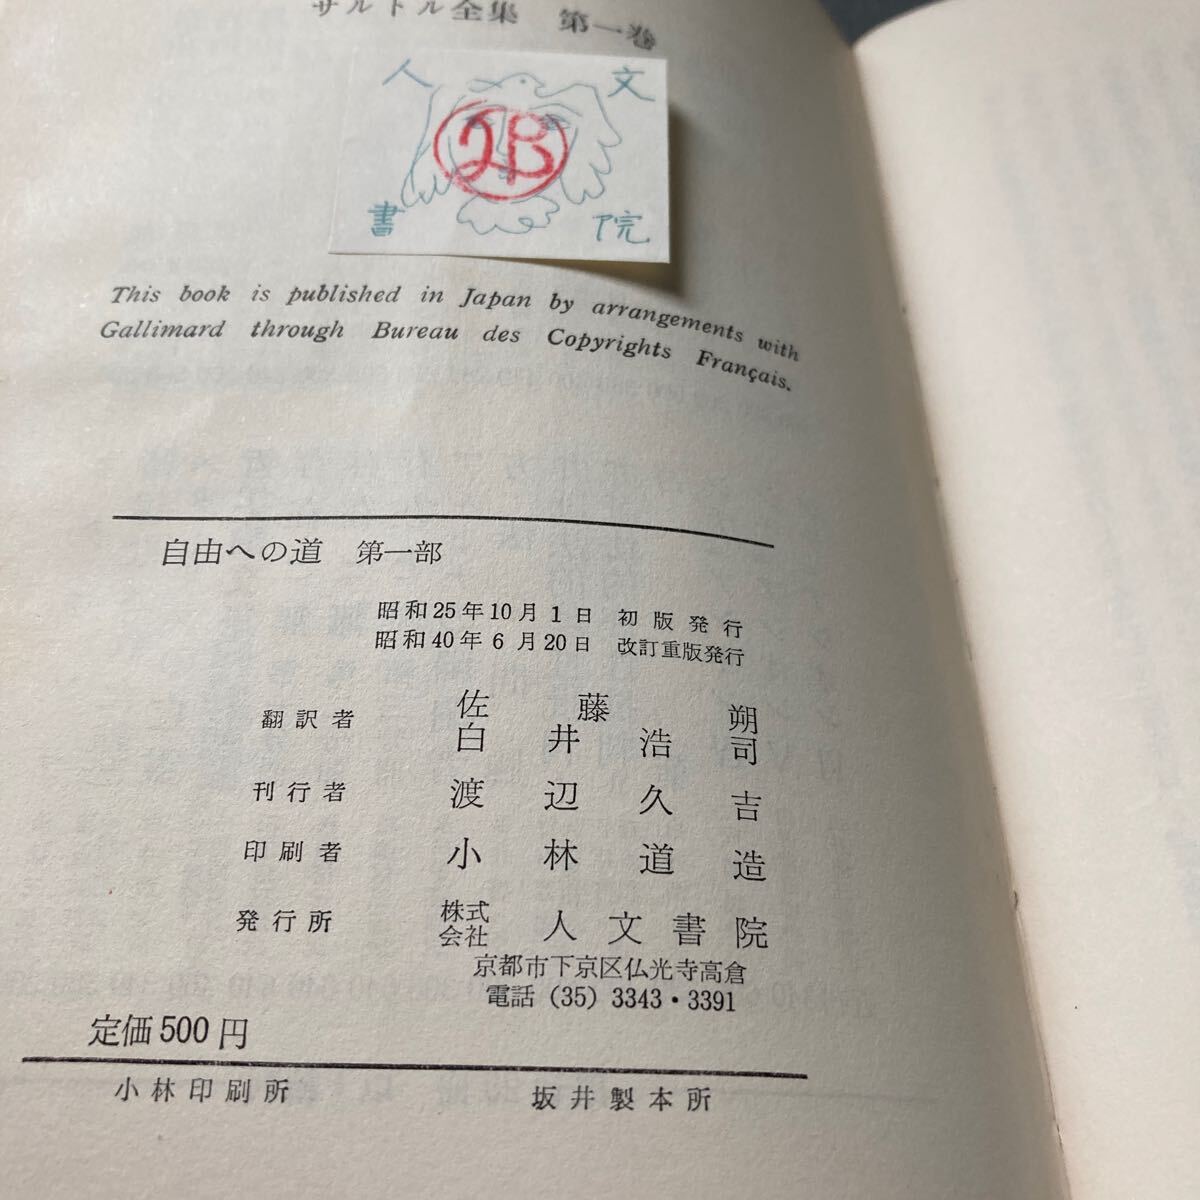 サルトル全集 第一巻
人 文
2B
書 院
This book is published in Japan by arrangements with
Gallimard through Bureau des Copyrights Français.
自由への道 第一部
昭和25年10月1日 初版発行
昭和40年6月20日 改訂重版発行
翻訳者 佐藤朔
白井浩司
刊行者 渡辺久吉
印刷者 小林道造
発行所 株式会社 人文書院
京都市下京区仏光寺高倉
電話(35)3343・3391
定価500円
小林印刷所 坂井製本所